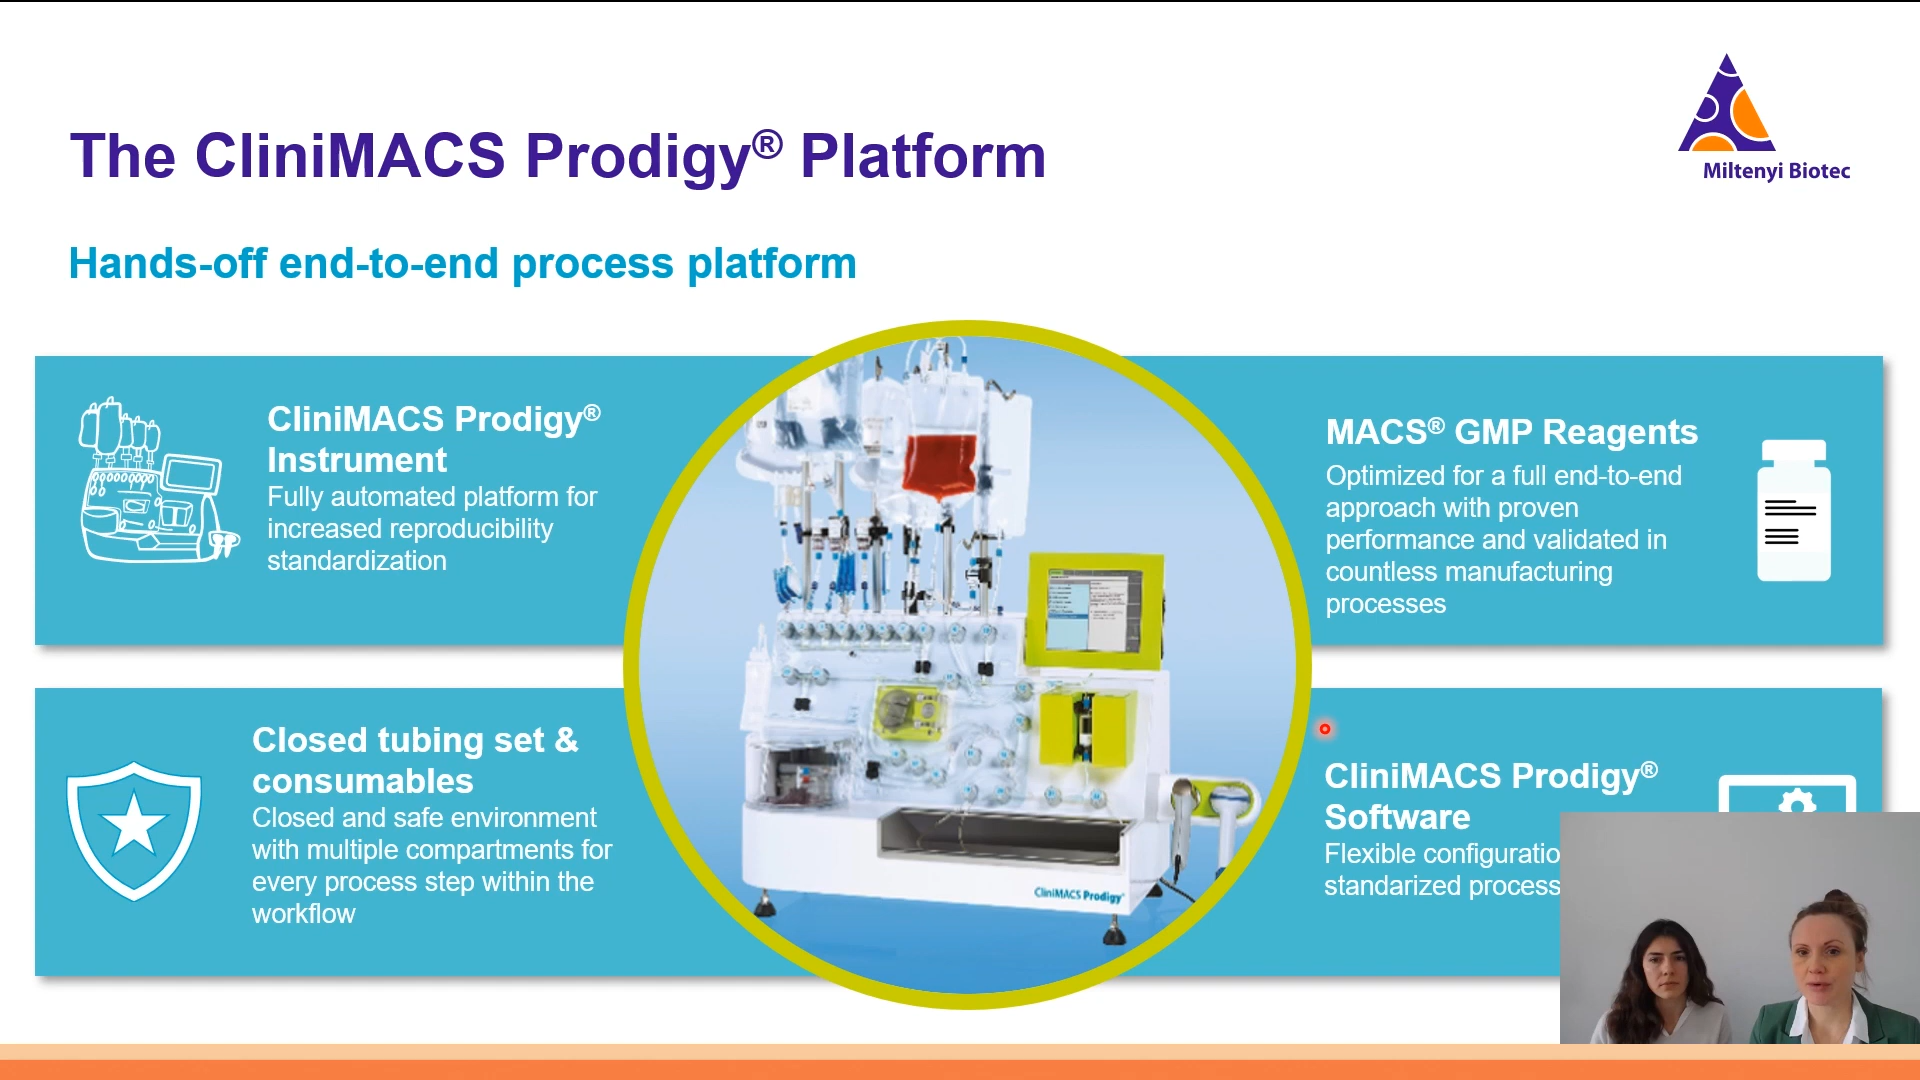 The CliniMACS Prodigy® Platform
Miltenyi Biotec
Hands-off end-to-end process platform
CliniMACS Prodigy®
Instrument
Fully automated platform for
increased reproducibility
standardization
MACS® GMP Reagents
Optimized for a full end-to-end
approach with proven
performance and validated in
countless manufacturing
processes
Closed tubing set &
consumables
Closed and safe environment
with multiple compartments for
every process step within the
workflow
CliniMACS Prodigy®
Software
Flexible configuratio
standarized process
CliniMACS Prodigy®